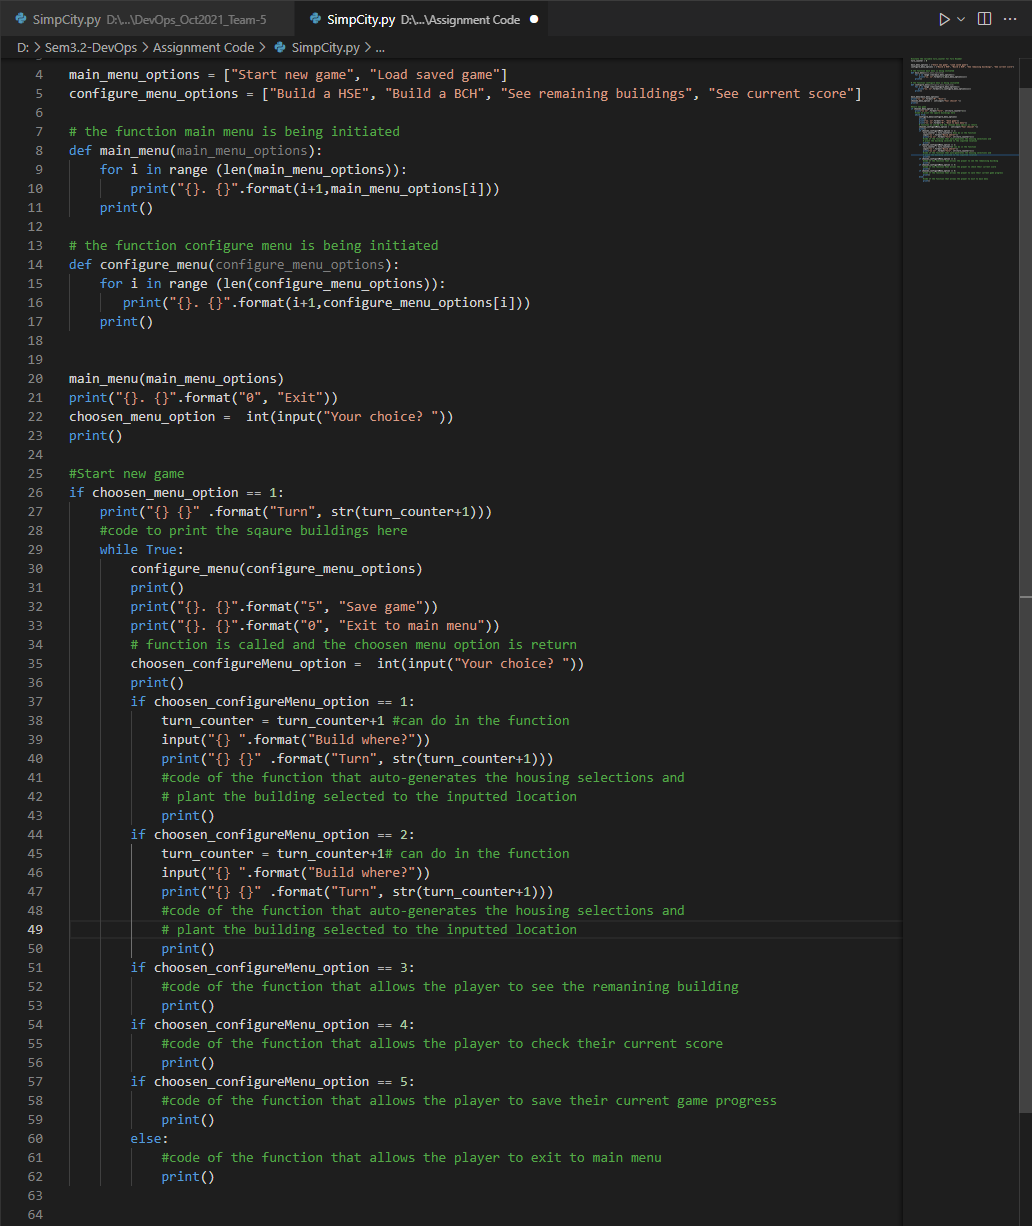 SimpCity.py D:\...\DevOps_Oct2021_Team-5
SimpCity.py D:\...\Assignment Code
D: > Sem3.2-DevOps > Assignment Code > SimpCity.py > ...
4 main_menu_options = ["Start new game", "Load saved game"]
5 configure_menu_options = ["Build a HSE", "Build a BCH", "See remaining buildings", "See current score"]
6
7 # the function main menu is being initiated
8 def main_menu(main_menu_options):
9     for i in range (len(main_menu_options)):
10         print("{}. {}".format(i+1,main_menu_options[i]))
11     print()
12
13 # the function configure menu is being initiated
14 def configure_menu(configure_menu_options):
15     for i in range (len(configure_menu_options)):
16        print("{}. {}".format(i+1,configure_menu_options[i]))
17     print()
18
19
20 main_menu(main_menu_options)
21 print("{}. {}".format("0", "Exit"))
22 choosen_menu_option =  int(input("Your choice? "))
23 print()
24
25 #Start new game
26 if choosen_menu_option == 1:
27     print("{} {}" .format("Turn", str(turn_counter+1)))
28     #code to print the sqaure buildings here
29     while True:
30         configure_menu(configure_menu_options)
31         print()
32         print("{}. {}".format("5", "Save game"))
33         print("{}. {}".format("0", "Exit to main menu"))
34         # function is called and the choosen menu option is return
35         choosen_configureMenu_option =  int(input("Your choice? "))
36         print()
37         if choosen_configureMenu_option == 1:
38             turn_counter = turn_counter+1 #can do in the function
39             input("{} ".format("Build where?"))
40             print("{} {}" .format("Turn", str(turn_counter+1)))
41             #code of the function that auto-generates the housing selections and
42             # plant the building selected to the inputted location
43             print()
44         if choosen_configureMenu_option == 2:
45             turn_counter = turn_counter+1# can do in the function
46             input("{} ".format("Build where?"))
47             print("{} {}" .format("Turn", str(turn_counter+1)))
48             #code of the function that auto-generates the housing selections and
49             # plant the building selected to the inputted location
50             print()
51         if choosen_configureMenu_option == 3:
52             #code of the function that allows the player to see the remanining building
53             print()
54         if choosen_configureMenu_option == 4:
55             #code of the function that allows the player to check their current score
56             print()
57         if choosen_configureMenu_option == 5:
58             #code of the function that allows the player to save their current game progress
59             print()
60         else:
61             #code of the function that allows the player to exit to main menu
62             print()
63
64